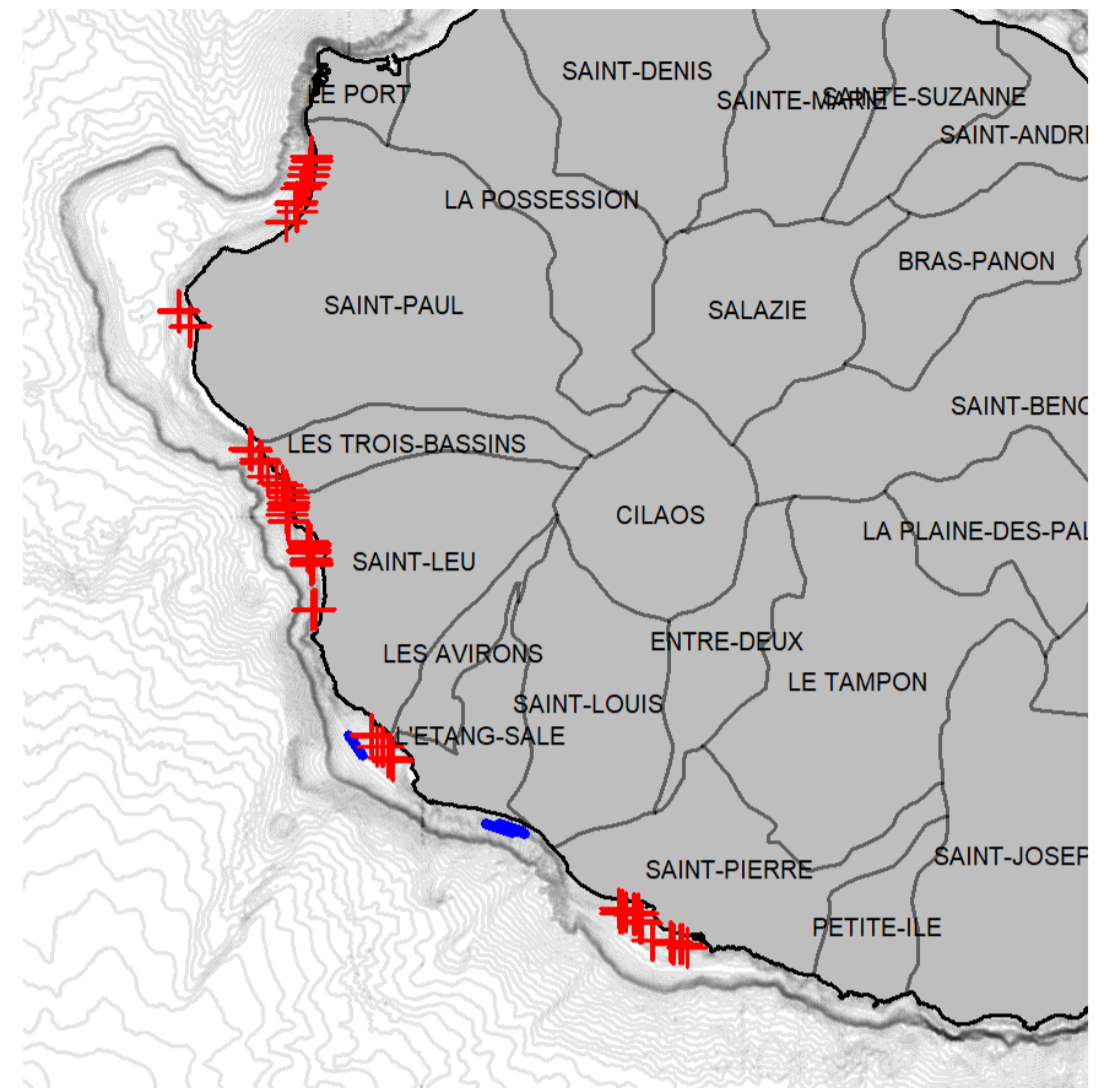 SAINT-DENIS
LE PORT
SAINTE-MARIE
SAINTE-SUZANNE
SAINT-ANDR
LA POSSESSION
BRAS-PANON
SAINT-PAUL
SALAZIE
SAINT-BENO
LES TROIS-BASSINS
CILAOS
LA PLAINE-DES-PAL
SAINT-LEU
ENTRE-DEUX
LES AVIRONS
LE TAMPON
SAINT-LOUIS
L'ETANG-SALE
SAINT-JOSEP
SAINT-PIERRE
PETITE-ILE